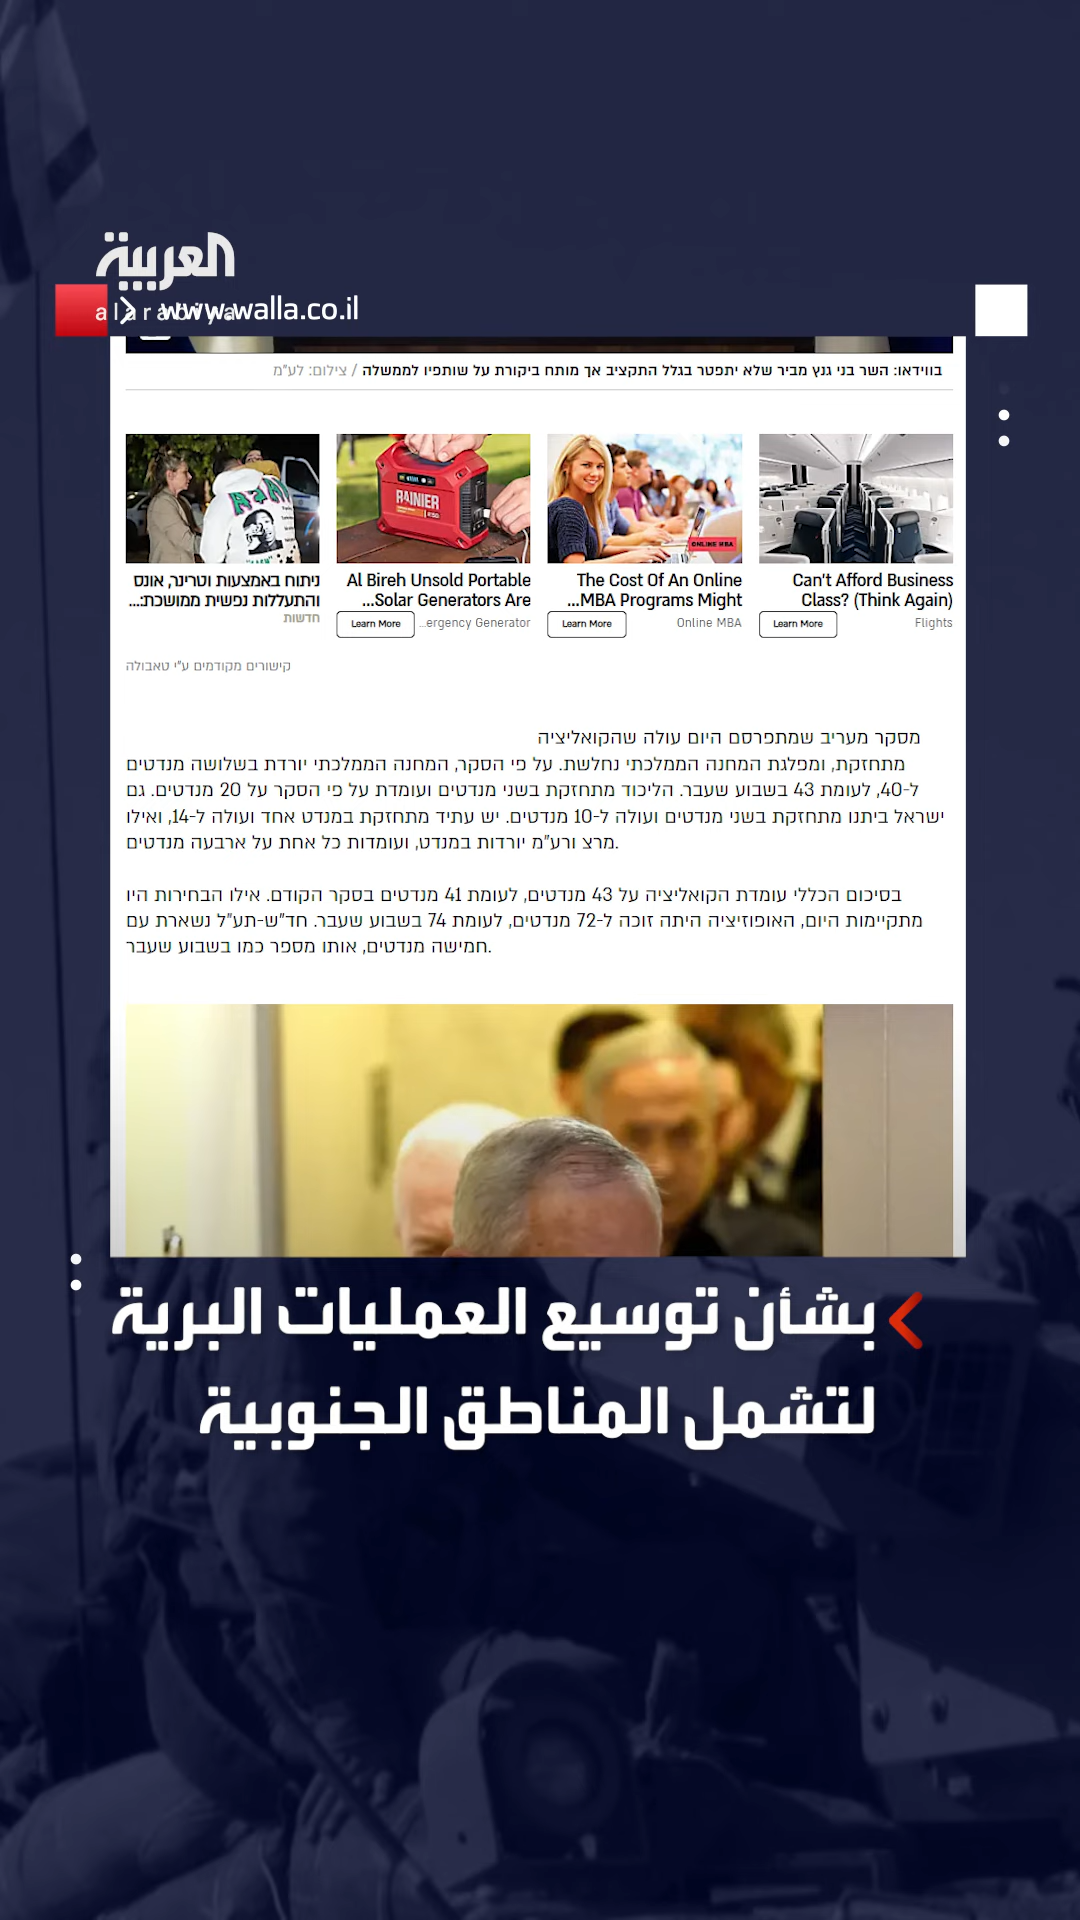 العربية
alarabiya
www.walla.co.il
בווידאו: השר בני גנץ מביר שלא יתפטר בגלל התקציב אך מותח ביקורת על שותפיו לממשלה / צילום: לע"מ
ניתוח באמצעות וטרינר, אונס
והתעללות נפשית ממושכת:...
חדשות
Al Bireh Unsold Portable
...Solar Generators Are
Learn More
...ergency Generator
RAINIER
The Cost Of An Online
...MBA Programs Might
Learn More
Online MBA
ONLINE MBA
Can't Afford Business
Class? (Think Again)
Learn More
Flights
קישורים מקודמים ע"י טאבולה
מסקר מעריב שמתפרסם היום עולה שהקואליציה
מתחזקת, ומפלגת המחנה הממלכתי נחלשת. על פי הסקר, המחנה הממלכתי יורדת בשלושה מנדטים
ל-40, לעומת 43 בשבוע שעבר. הליכוד מתחזקת בשני מנדטים ועומדת על פי הסקר על 20 מנדטים. גם
ישראל ביתנו מתחזקת בשני מנדטים ועולה ל-10 מנדטים. יש עתיד מתחזקת במנדט אחד ועולה ל-14, ואילו
מרצ ורע"מ יורדות במנדט, ועומדות כל אחת על ארבעה מנדטים.
בסיכום הכללי עומדת הקואליציה על 43 מנדטים, לעומת 41 מנדטים בסקר הקודם. אילו הבחירות היו
מתקיימות היום, האופוזיציה היתה זוכה ל-72 מנדטים, לעומת 74 בשבוע שעבר. חד"ש-תע"ל נשארת עם
חמישה מנדטים, אותו מספר כמו בשבוע שעבר.
بشأن توسيع العمليات البرية
لتشمل المناطق الجنوبية